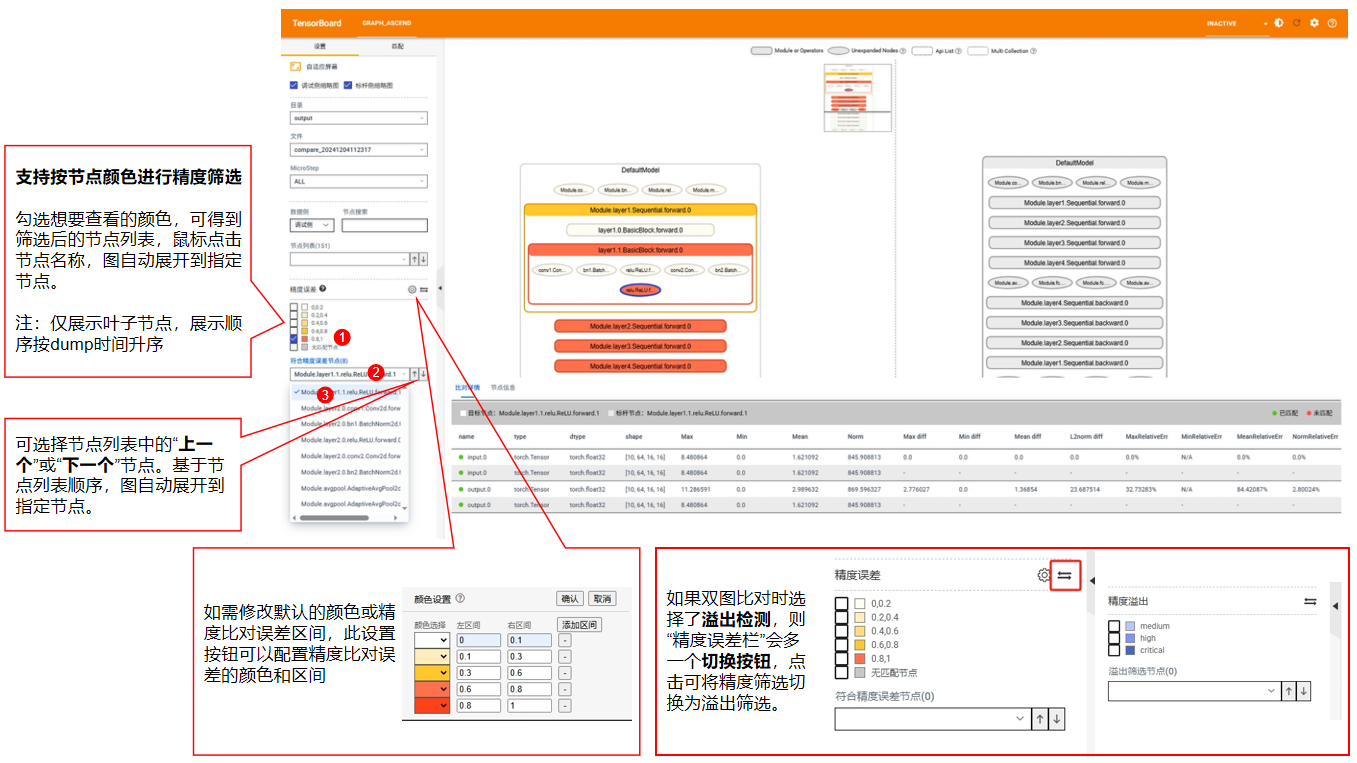 TensorBoard
GRAPH_ASCEND
INACTIVE
设置
匹配
自适应屏幕
调试侧缩略图
标杆侧缩略图
目录
output
文件
compare_20241204112317
MicroStep
ALL
数据侧
节点搜索
调试侧
节点列表(151)
精度误差
0,0.2
0.2,0.4
0.4,0.6
0.6,0.8
0.8,1
无匹配节点
符合精度误差节点(8)
Module.layer1.1.relu.ReLU.forward.1
Module.layer1.1.relu.ReLU.forward.1
Module.layer2.0.conv1.Conv2d.forw
Module.layer2.0.bn1.BatchNorm2d.f
Module.layer2.0.relu.ReLU.forward.0
Module.layer2.0.conv2.Conv2d.forw
Module.layer2.0.bn2.BatchNorm2d.f
Module.avgpool.AdaptiveAvgPool2d
Module.avgpool.AdaptiveAvgPool2d
1
2
3
Module or Operators
Unexpanded Nodes
Api List
Multi Collection
DefaultModel
Module.co...
Module.bn...
Module.rel...
Module.m...
Module.layer1.Sequential.forward.0
layer1.0.BasicBlock.forward.0
layer1.1.BasicBlock.forward.0
conv1.Con...
bn1.Batch...
relu.ReLU.f...
conv2.Con...
bn2.Batch...
relu.ReLU.f...
Module.layer2.Sequential.forward.0
Module.layer3.Sequential.forward.0
Module.layer4.Sequential.forward.0
DefaultModel
Module.co...
Module.bn...
Module.rel...
Module.m...
Module.layer1.Sequential.forward.0
Module.layer2.Sequential.forward.0
Module.layer3.Sequential.forward.0
Module.layer4.Sequential.forward.0
Module.av...
Module.fc...
Module.fc...
Module.av...
Module.layer4.Sequential.backward.0
Module.layer3.Sequential.backward.0
Module.layer2.Sequential.backward.0
Module.layer1.Sequential.backward.0
比对详情
节点信息
目标节点：Module.layer1.1.relu.ReLU.forward.1
标杆节点：Module.layer1.1.relu.ReLU.forward.1
已匹配
未匹配
name type dtype shape Max Min Mean Norm Max diff Min diff Mean diff L2norm diff MaxRelativeErr MinRelativeErr MeanRelativeErr NormRelativeErr
input.0 torch.Tensor torch.float32 [10, 64, 16, 16] 8.480864 0.0 1.621092 845.908813 0.0 0.0 0.0 0.0 0.0% N/A 0.0% 0.0%
input.0 torch.Tensor torch.float32 [10, 64, 16, 16] 8.480864 0.0 1.621092 845.908813 - - - - - - - -
output.0 torch.Tensor torch.float32 [10, 64, 16, 16] 11.286591 0.0 2.989632 869.596327 2.776027 0.0 1.36854 23.687514 32.73283% N/A 84.42087% 2.80024%
output.0 torch.Tensor torch.float32 [10, 64, 16, 16] 8.480864 0.0 1.621092 845.908813 - - - - - - - -
支持按节点颜色进行精度筛选
勾选想要查看的颜色，可得到
筛选后的节点列表，鼠标点击
节点名称，图自动展开到指定
节点。
注：仅展示叶子节点，展示顺
序按dump时间升序
可选择节点列表中的“上一
个”或“下一个”节点。基于节
点列表顺序，图自动展开到
指定节点。
如需修改默认的颜色或精
度比对误差区间，此设置
按钮可以配置精度比对误
差的颜色和区间
颜色设置
确认
取消
颜色选择
左区间
右区间
添加区间
0 0.1 -
0.1 0.3 -
0.3 0.6 -
0.6 0.8 -
0.8 1 -
如果双图比对时选
择了溢出检测，则
“精度误差栏”会多
一个切换按钮，点
击可将精度筛选切
换为溢出筛选。
精度误差
0,0.2
0.2,0.4
0.4,0.6
0.6,0.8
0.8,1
无匹配节点
符合精度误差节点(0)
精度溢出
medium
high
critical
溢出筛选节点(0)